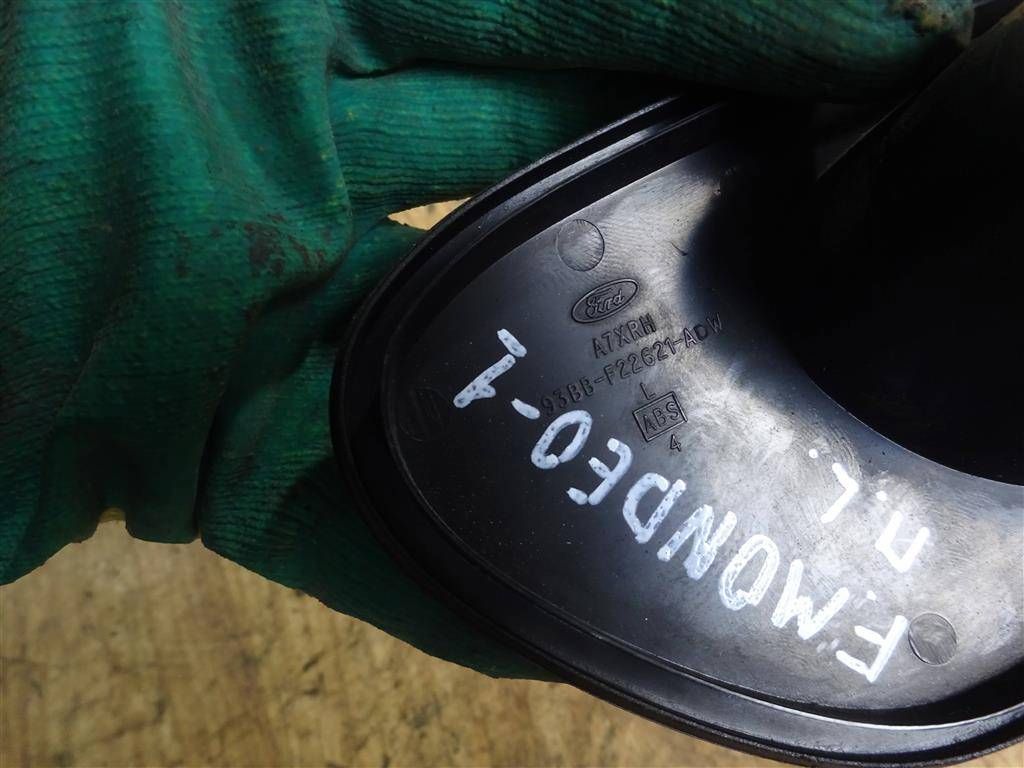 Ford
A7XRH
93BB-F22621-ADW
L
ABS
4
F.MONDEO-1
П.L.